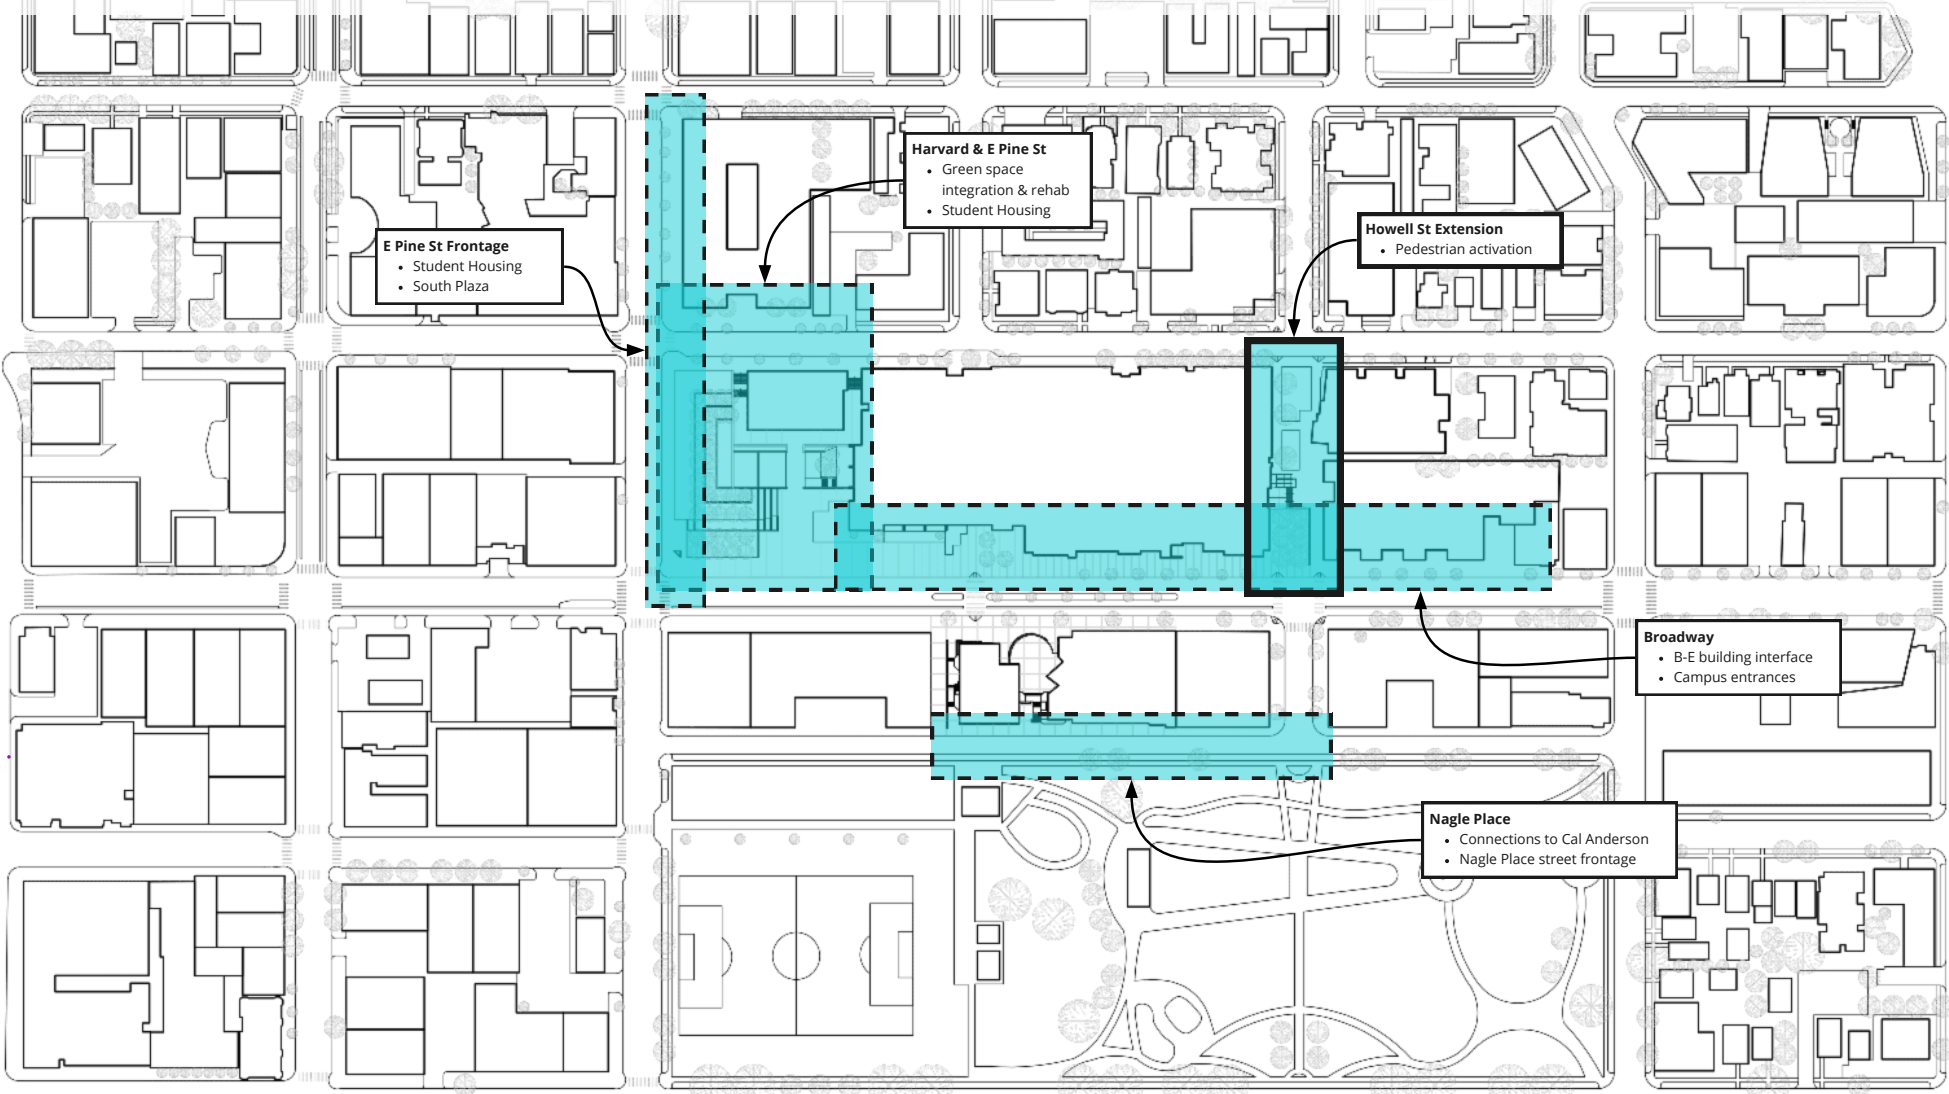 Harvard & E Pine St
• Green space
integration & rehab
• Student Housing
E Pine St Frontage
• Student Housing
• South Plaza
Howell St Extension
• Pedestrian activation
Broadway
• B-E building interface
• Campus entrances
Nagle Place
• Connections to Cal Anderson
• Nagle Place street frontage